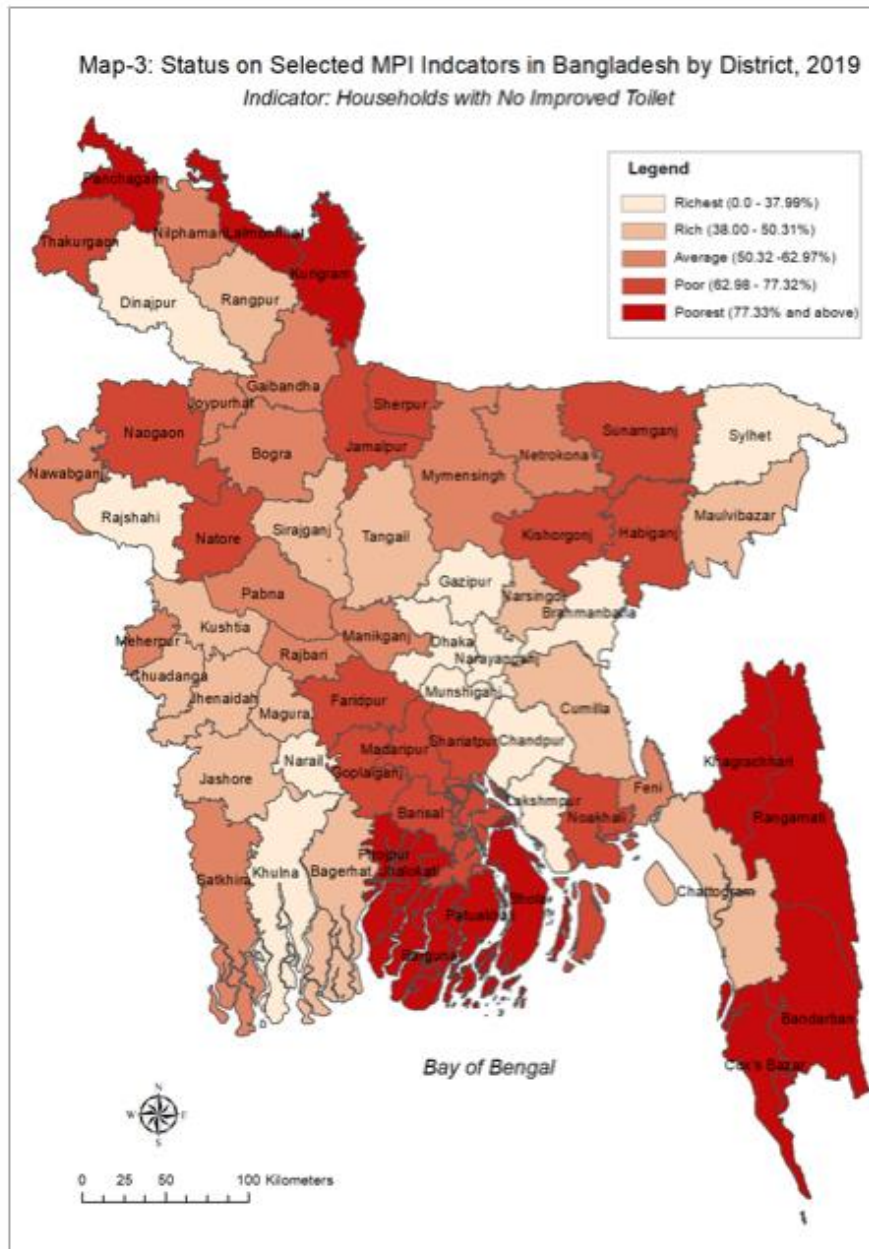 Map-3: Status on Selected MPI Indcators in Bangladesh by District, 2019
Indicator: Households with No Improved Toilet
Legend
Richest (0.0 - 37.99%)
Rich (38.00 - 50.31%)
Average (50.32 -62.97%)
Poor (62.98 - 77.32%)
Poorest (77.33% and above)
Panchagarh
Thakurgaon
Nilphamari
Lalmonirhat
Kurigram
Dinajpur
Rangpur
Gaibandha
Joypurhat
Sherpur
Naogaon
Jamalpur
Sunamganj
Sylhet
Bogra
Netrokona
Nawabganj
Mymensingh
Maulvibazar
Rajshahi
Natore
Sirajganj
Tangail
Kishorgonj
Habiganj
Gazipur
Pabna
Narsingdi
Brahmanbaria
Kushtia
Manikganj
Dhaka
Meherpur
Rajbari
Narayanganj
Chuadanga
Jhenaidah
Faridpur
Munshiganj
Magura
Cumilla
Madaripur
Shariatpur
Chandpur
Khagrachhari
Narail
Jashore
Goplalganj
Feni
Barisal
Lakshmpur
Noakhali
Rangamati
Pirojpur
Khulna
Bagerhat
Jhalokati
Satkhira
Chattogram
Bhola
Patuakhali
Barguna
Bandarban
Cox's Bazar
Bay of Bengal
N
W E
S
0 25 50 100 Kilometers